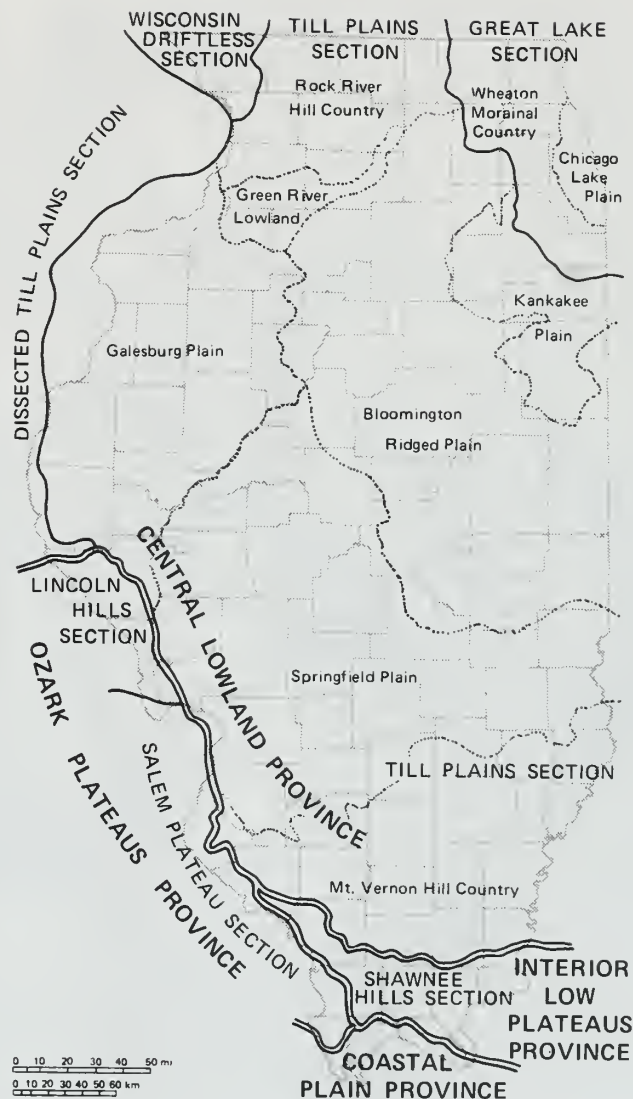 WISCONSIN
DRIFTLESS
SECTION
TILL PLAINS
SECTION
GREAT LAKE
SECTION
Rock River
Hill Country
Wheaton
Morainal
Country
Chicago
Lake
Plain
DISSECTED TILL PLAINS SECTION
Green River
Lowland
Kankakee
Plain
Galesburg Plain
Bloomington
Ridged Plain
CENTRAL LOWLAND PROVINCE
LINCOLN
HILLS
SECTION
OZARK PLATEAUS PROVINCE
Springfield Plain
SALEM PLATEAU SECTION
TILL PLAINS SECTION
Mt. Vernon Hill Country
SHAWNEE
HILLS SECTION
INTERIOR
LOW
PLATEAUS
PROVINCE
COASTAL
PLAIN PROVINCE
0 10 20 30 40 50 mi
0 10 20 30 40 50 60 km